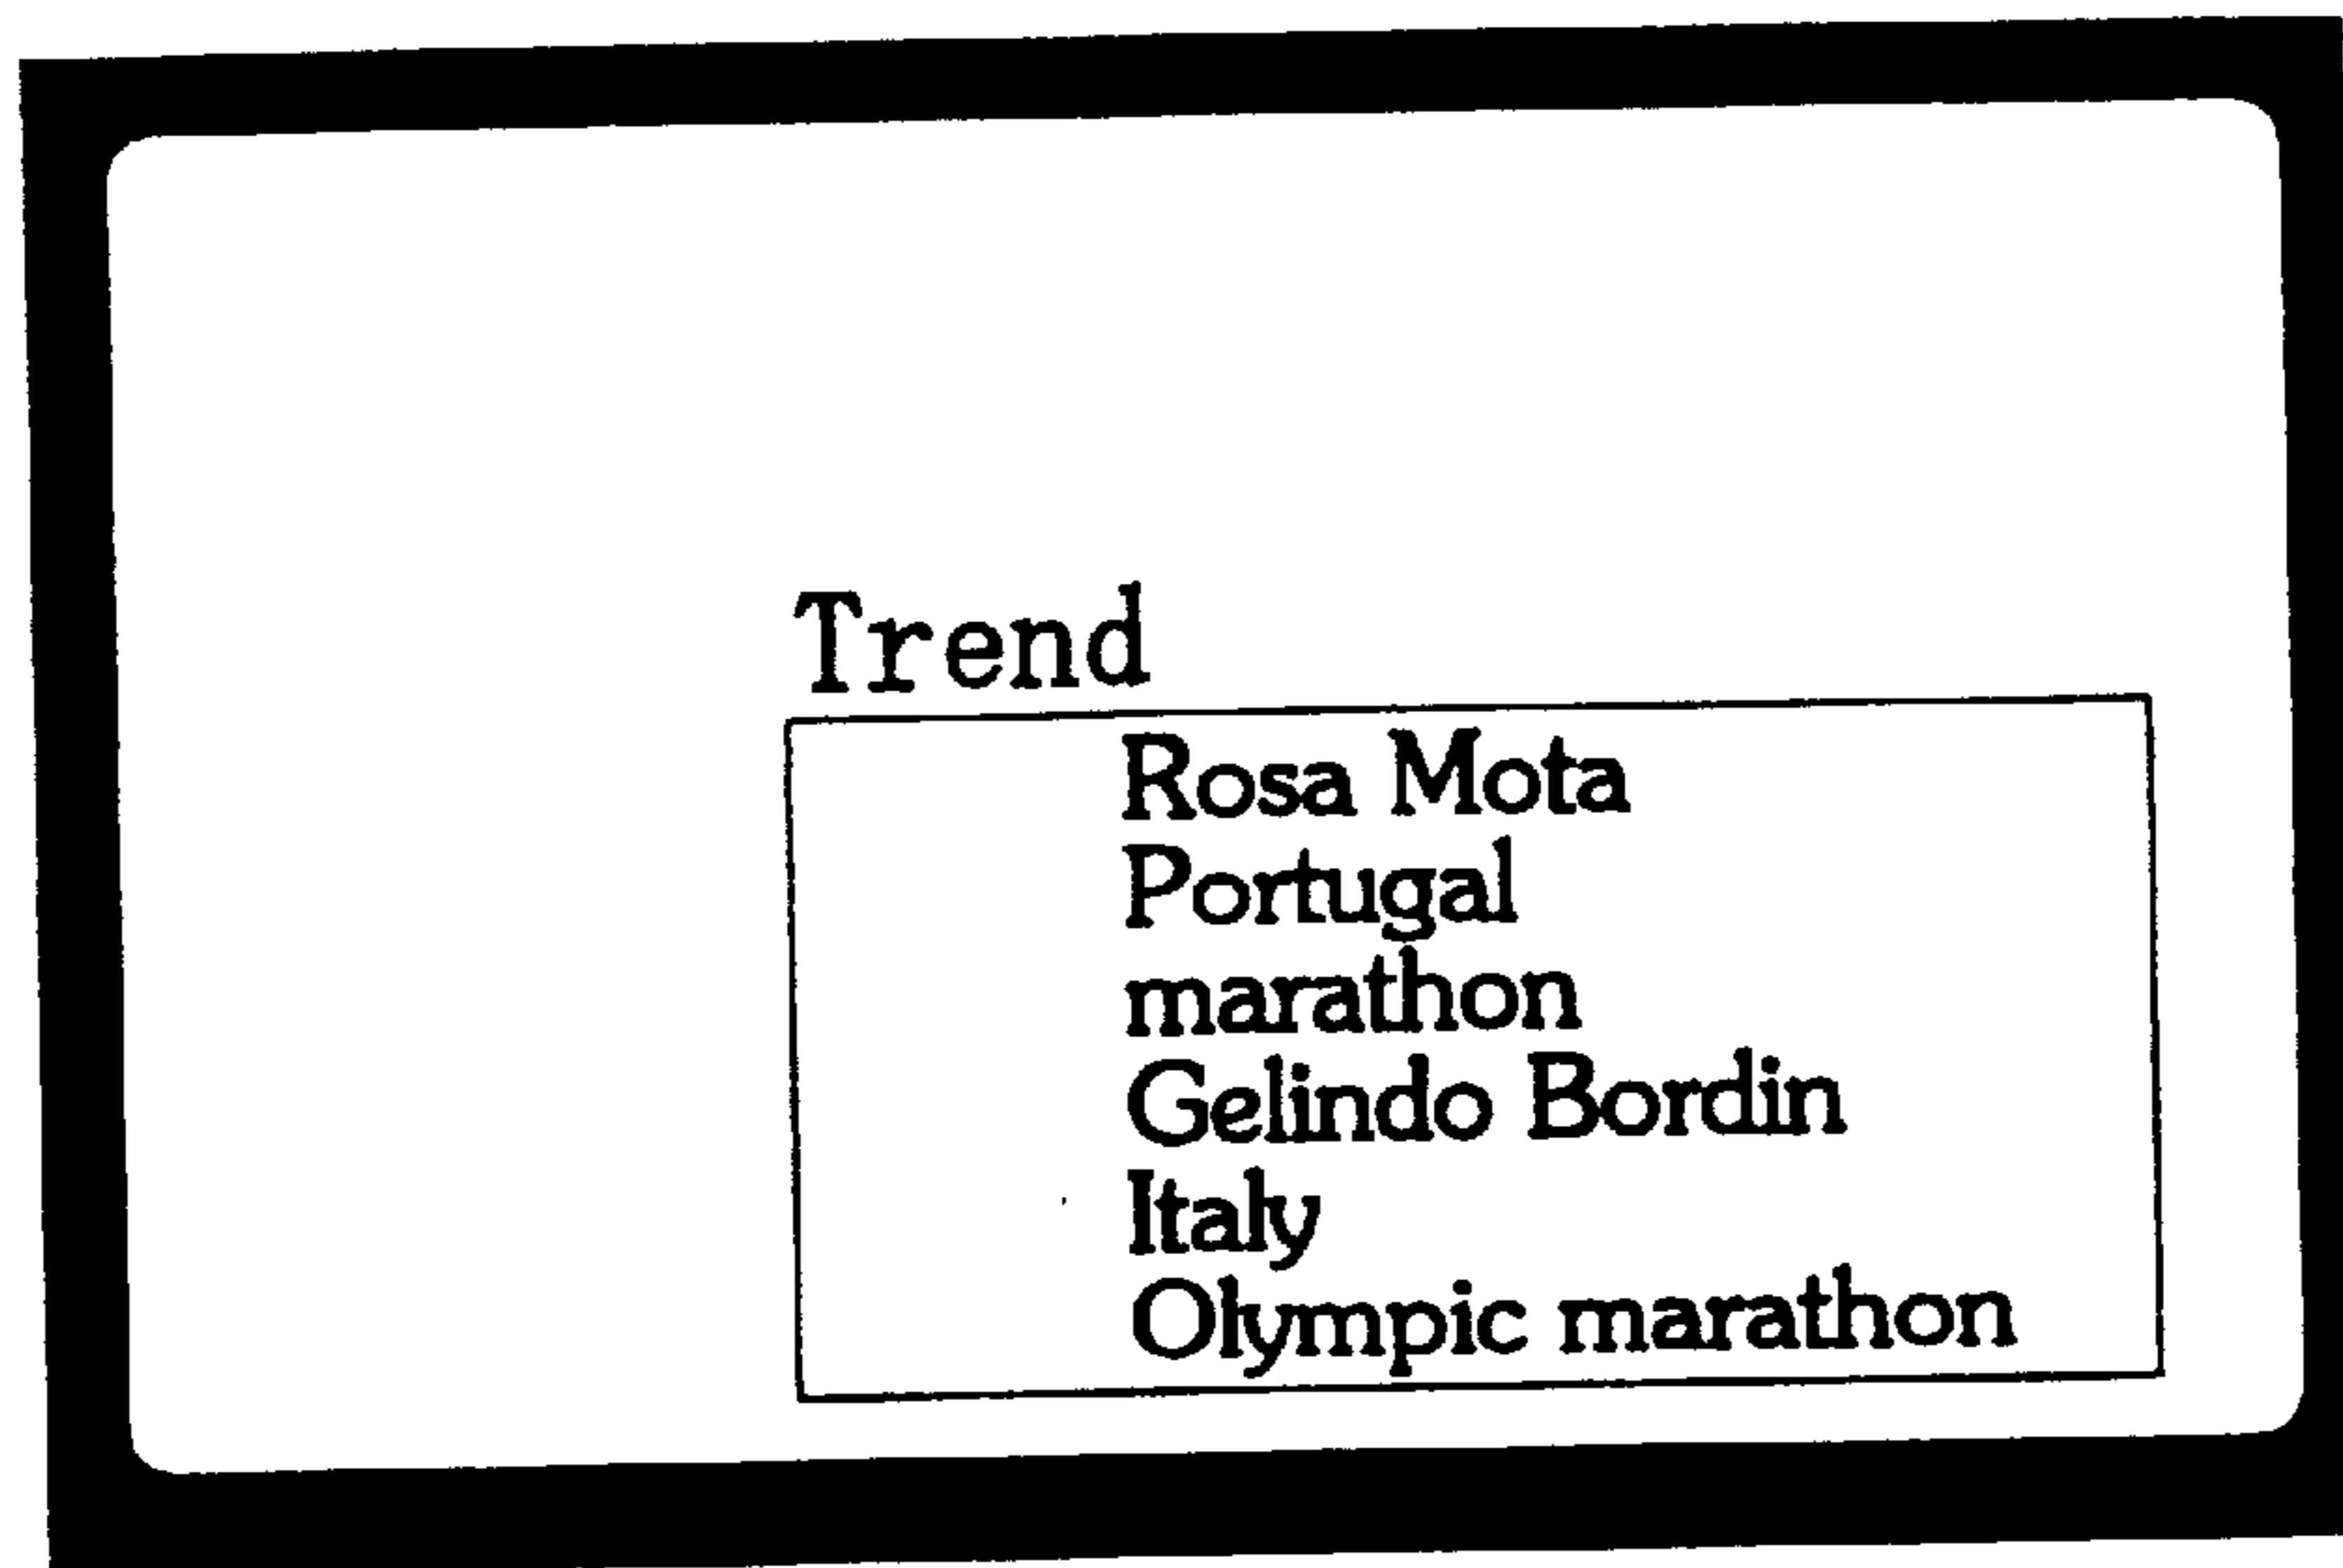 Trend
Rosa Mota
Portugal
marathon
Gelindo Bordin
Italy
Olympic marathon